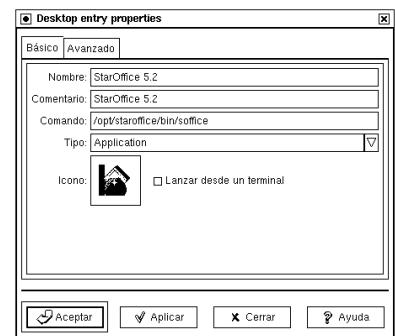 Desktop entry properties
Básico Avanzado
Nombre: StarOffice 5.2
Comentario: StarOffice 5.2
Comando: /opt/staroffice/bin/soffice
Tipo: Application
Icono: Lanzar desde un terminal
Aceptar Aplicar Cerrar Ayuda